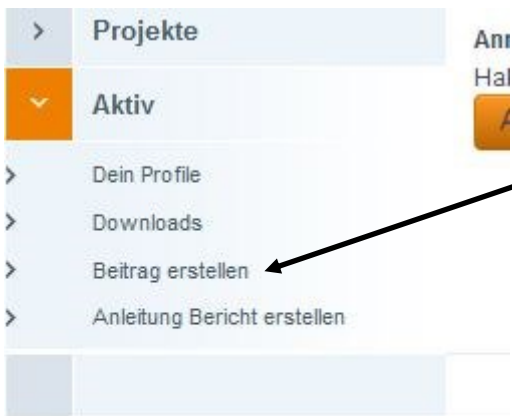 Projekte
Aktiv
Dein Profile
Downloads
Beitrag erstellen
Anleitung Bericht erstellen